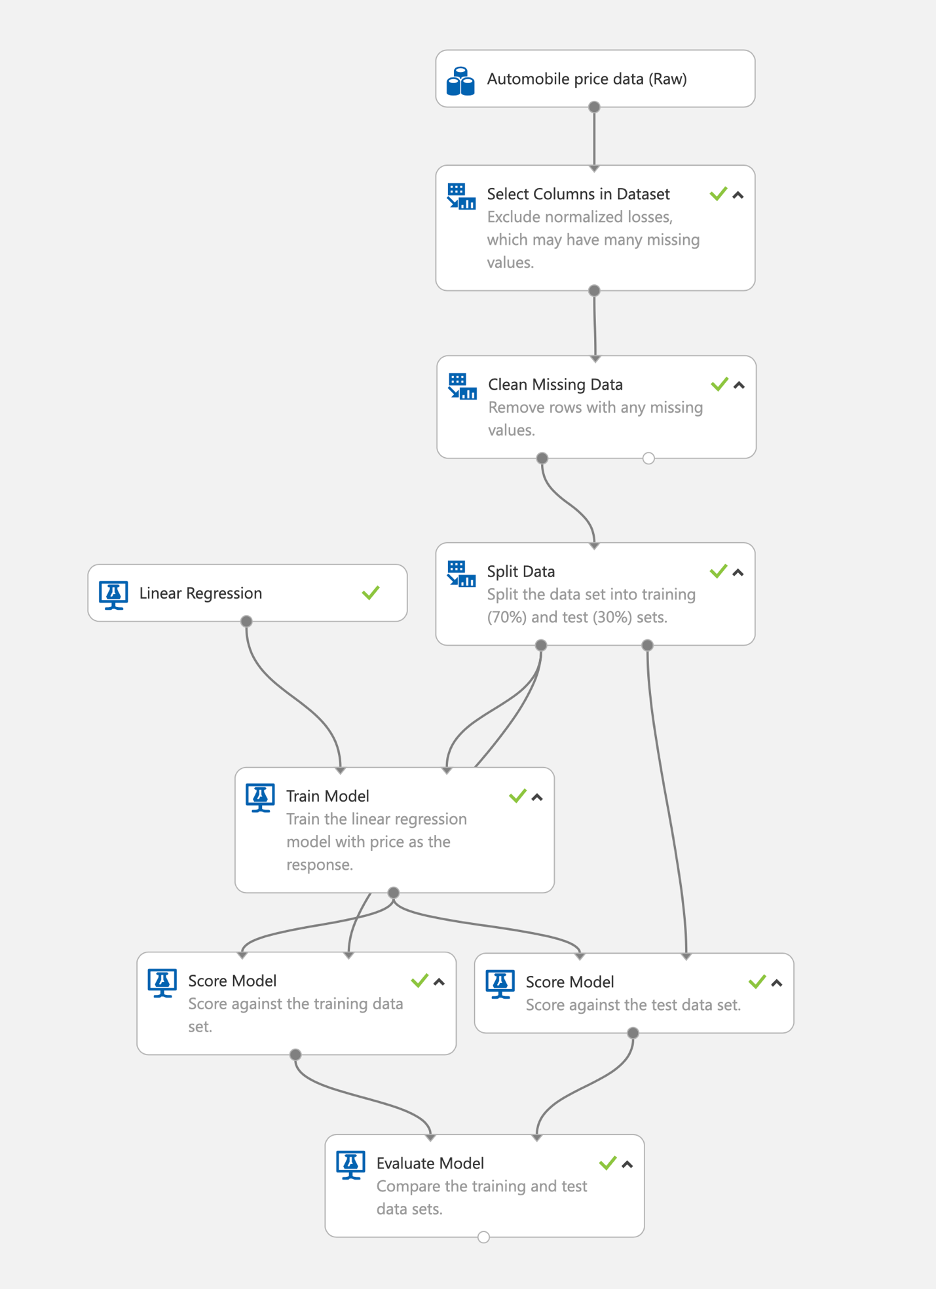 Automobile price data (Raw)
Select Columns in Dataset
Exclude normalized losses,
which may have many missing
values.
Clean Missing Data
Remove rows with any missing
values.
Split Data
Split the data set into training
(70%) and test (30%) sets.
Linear Regression
Train Model
Train the linear regression
model with price as the
response.
Score Model
Score against the training data
set.
Score Model
Score against the test data set.
Evaluate Model
Compare the training and test
data sets.